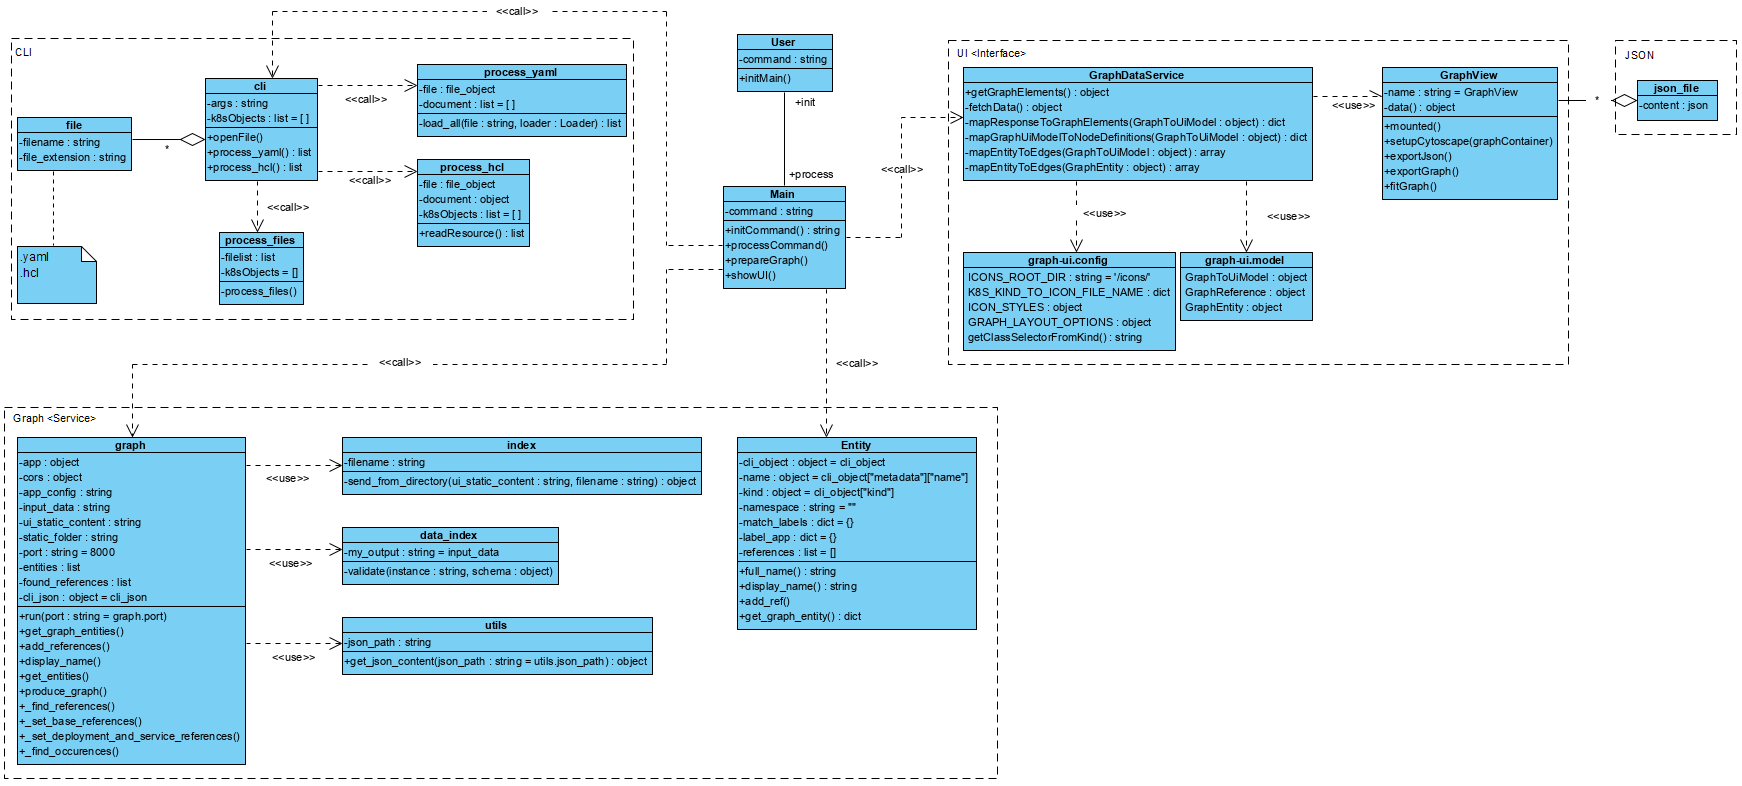 <<call>>
CLI
cli
-args : string
-k8sObjects : list = [ ]
+openFile()
+process_yaml() : list
+process_hcl() : list
<<call>>
process_yaml
-file : file_object
-document : list = [ ]
-load_all(file : string, loader : Loader) : list
file
-filename : string
-file_extension : string
*
<<call>>
process_hcl
-file : file_object
-document : object
-k8sObjects : list = [ ]
+readResource() : list
<<call>>
process_files
-filelist : list
-k8sObjects = []
-process_files()
.yaml
.hcl
User
-command : string
+initMain()
+init
+process
Main
-command : string
+initCommand() : string
+processCommand()
+prepareGraph()
+showUI()
<<call>>
UI <Interface>
GraphDataService
+getGraphElements() : object
-fetchData() : object
-mapResponseToGraphElements(GraphToUiModel : object) : dict
-mapGraphUiModelToNodeDefinitions(GraphToUiModel : object) : dict
-mapEntityToEdges(GraphToUiModel : object) : array
-mapEntityToEdges(GraphEntity : object) : array
<<use>>
GraphView
-name : string = GraphView
-data() : object
+mounted()
+setupCytoscape(graphContainer)
+exportJson()
+exportGraph()
+fitGraph()
*
JSON
json_file
-content : json
<<use>>
<<use>>
graph-ui.config
ICONS_ROOT_DIR : string = '/icons/'
K8S_KIND_TO_ICON_FILE_NAME : dict
ICON_STYLES : object
GRAPH_LAYOUT_OPTIONS : object
getClassSelectorFromKind() : string
graph-ui.model
GraphToUiModel : object
GraphReference : object
GraphEntity : object
<<call>>
<<call>>
Graph <Service>
graph
-app : object
-cors : object
-app_config : string
-input_data : string
-ui_static_content : string
-static_folder : string
-port : string = 8000
-entities : list
-found_references : list
-cli_json : object = cli_json
+run(port : string = graph.port)
+get_graph_entities()
+add_references()
+display_name()
+get_entities()
+produce_graph()
+_find_references()
+_set_base_references()
+_set_deployment_and_service_references()
+_find_occurences()
<<use>>
index
-filename : string
-send_from_directory(ui_static_content : string, filename : string) : object
<<use>>
data_index
-my_output : string = input_data
-validate(instance : string, schema : object)
<<use>>
utils
-json_path : string
+get_json_content(json_path : string = utils.json_path) : object
Entity
-cli_object : object = cli_object
-name : object = cli_object["metadata"]["name"]
-kind : object = cli_object["kind"]
-namespace : string = ""
-match_labels : dict = {}
-label_app : dict = {}
-references : list = []
+full_name() : string
+display_name() : string
+add_ref()
+get_graph_entity() : dict